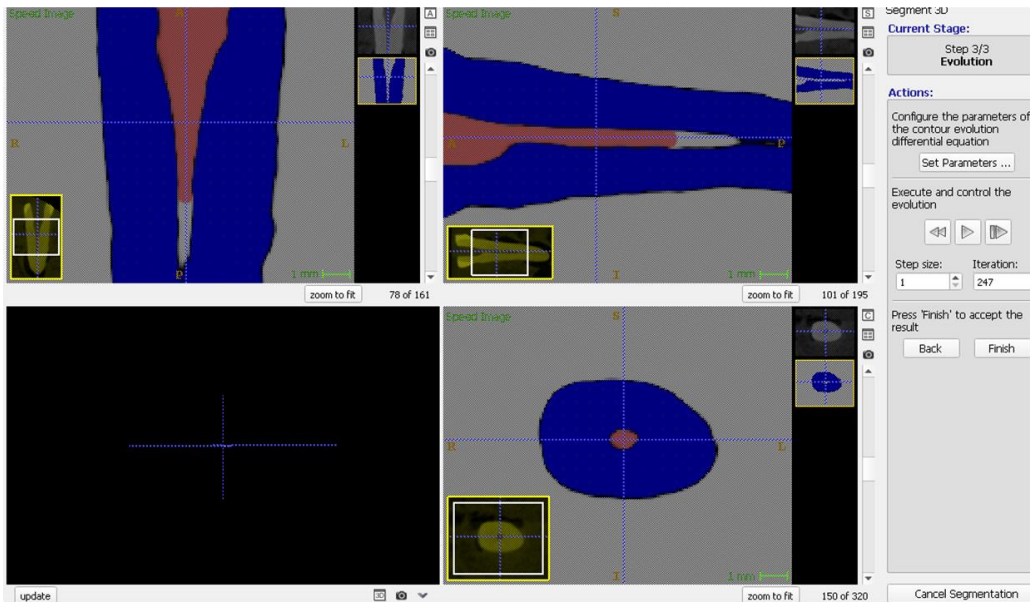 Speed Image
A
A
R
L
P
1 mm
zoom to fit
78 of 161
Speed Image
S
S
A
P
I
1 mm
zoom to fit
101 of 195
Segment 3D
Current Stage:
Step 3/3
Evolution
Actions:
Configure the parameters of
the contour evolution
differential equation
Set Parameters ...
Execute and control the
evolution
Step size:
Iteration:
1
247
Press 'Finish' to accept the
result
Back
Finish
Cancel Segmentation
update
3D
Speed Image
S
C
R
L
I
1 mm
zoom to fit
150 of 320